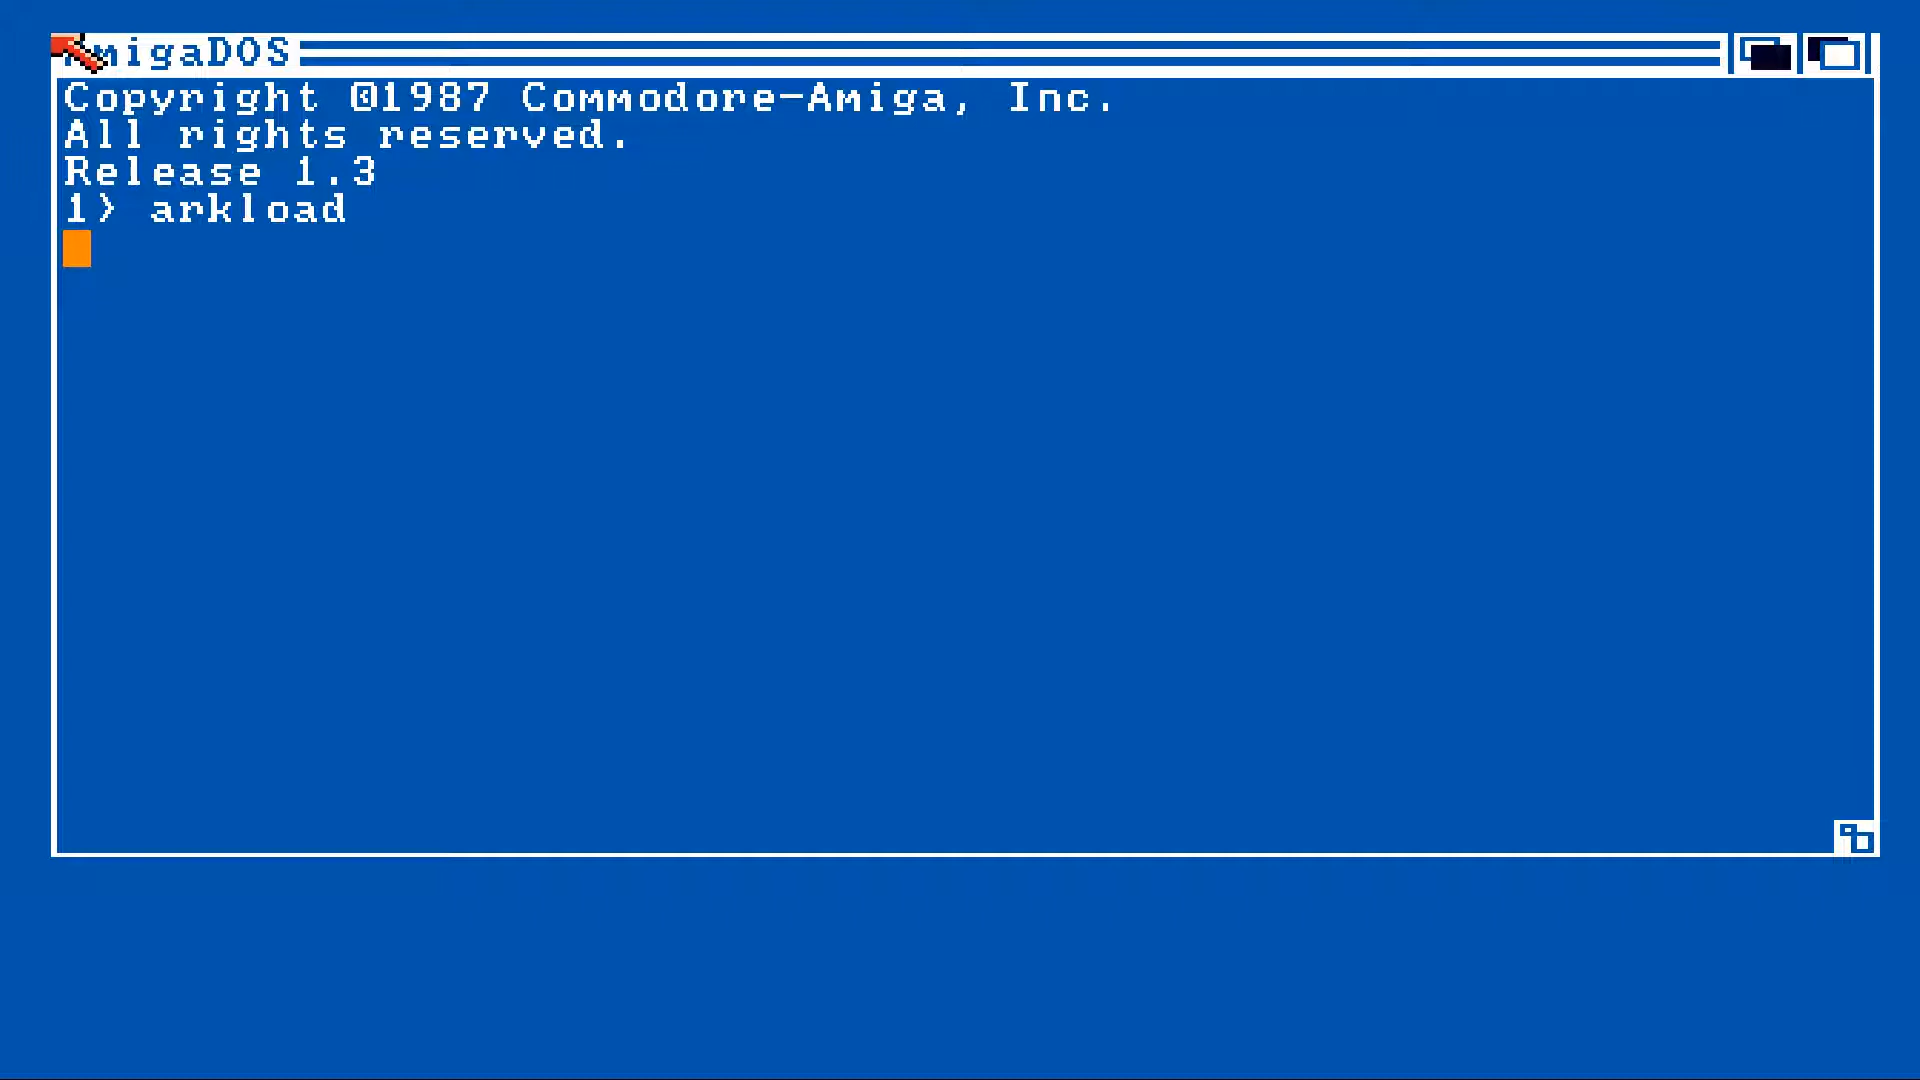 AmigaDOS
Copyright ©1987 Commodore-Amiga, Inc.
All rights reserved.
Release 1.3
1> arkload